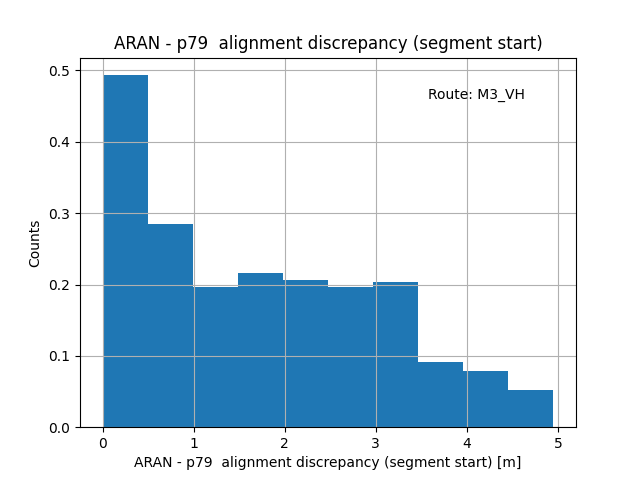 ARAN - p79  alignment discrepancy (segment start)
Route: M3_VH
Counts
0.5
0.4
0.3
0.2
0.1
0.0
0 1 2 3 4 5
ARAN - p79  alignment discrepancy (segment start) [m]